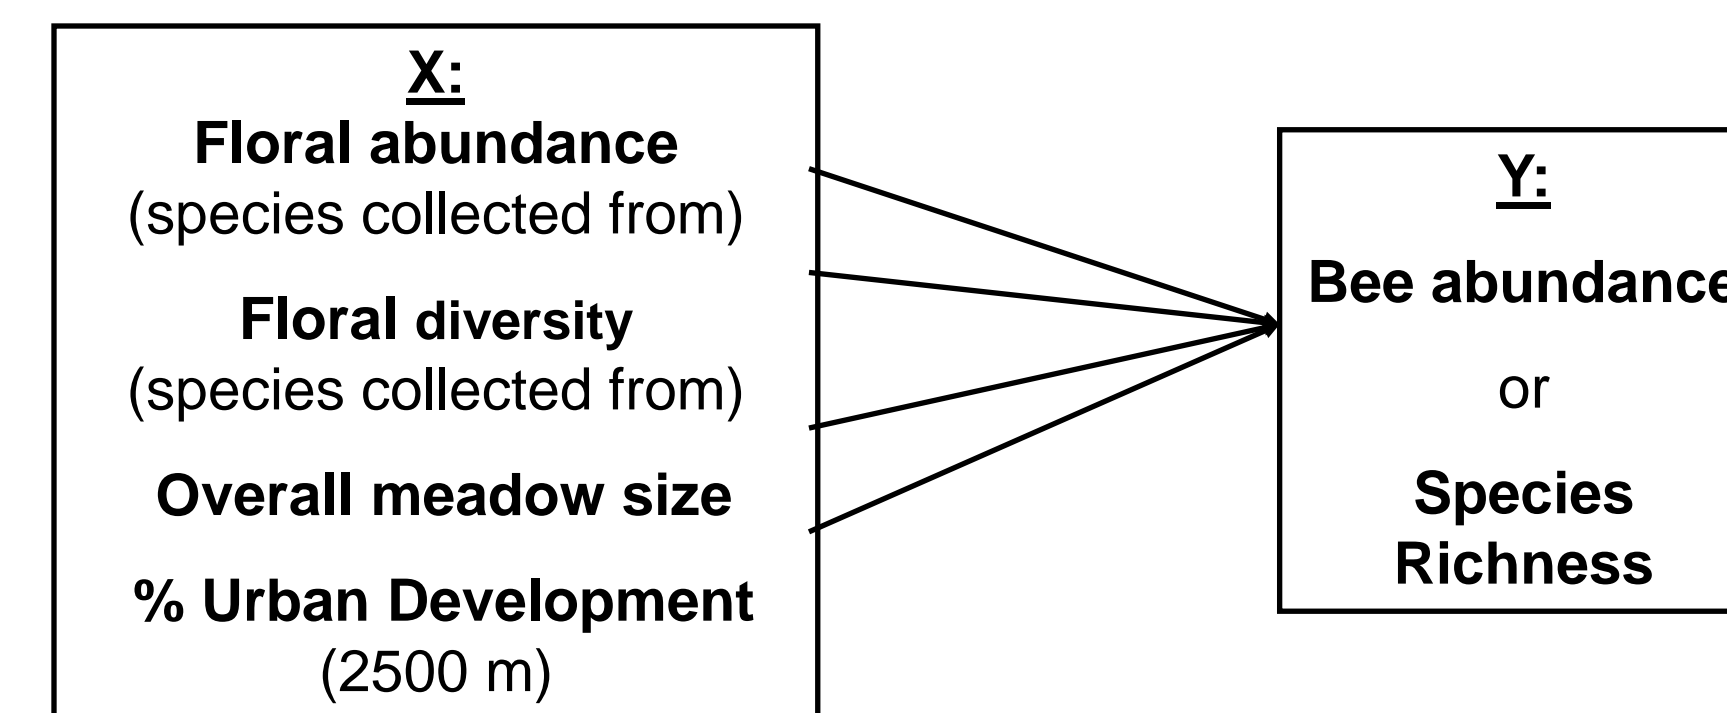 X:
Floral abundance
(species collected from)
Floral diversity
(species collected from)
Overall meadow size
% Urban Development
(2500 m)
Y:
Bee abundance
or
Species
Richness